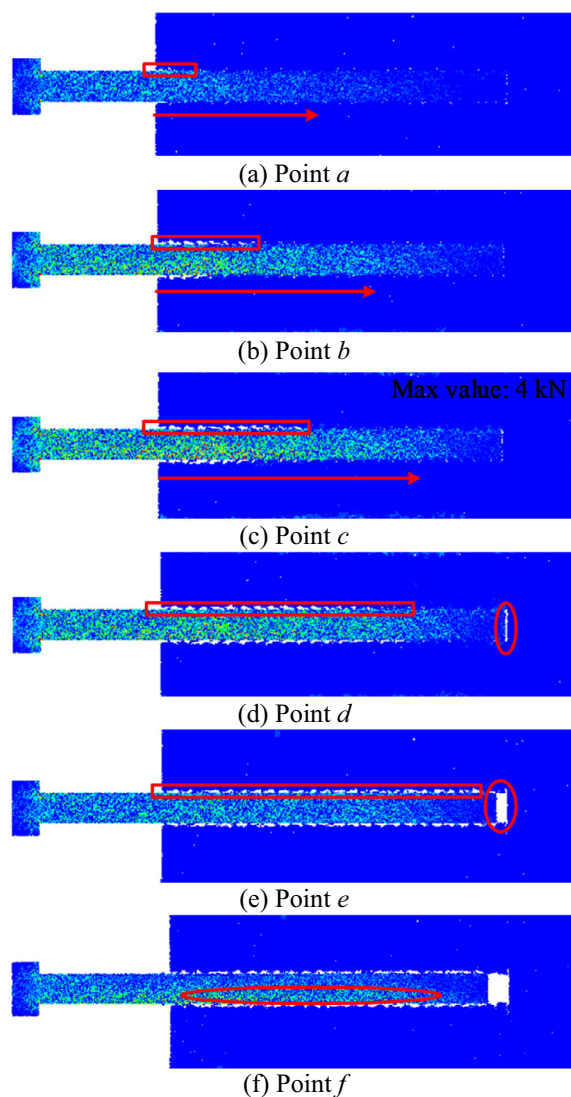 (a) Point a
(b) Point b
Max value: 4 kN
(c) Point c
(d) Point d
(e) Point e
(f) Point f